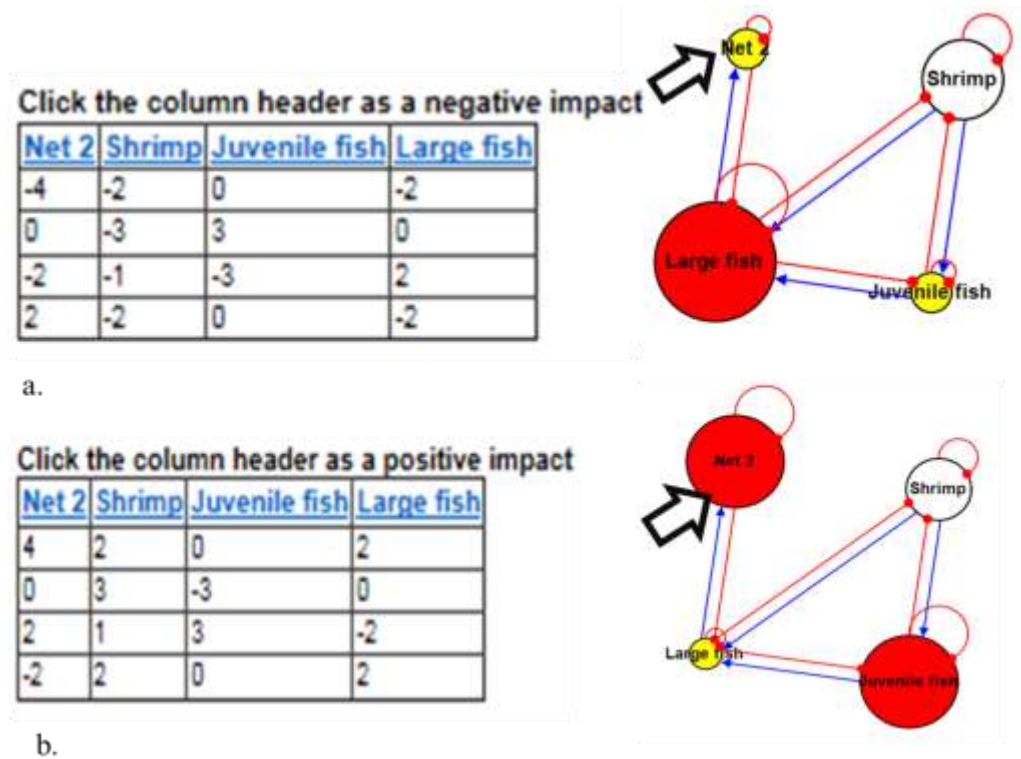 Click the column header as a negative impact
Net 2 Shrimp Juvenile fish Large fish
-4 -2 0 -2
0 -3 3 0
-2 -1 -3 2
2 -2 0 -2
Net 2
Shrimp
Large fish
Juvenile fish
a.
Click the column header as a positive impact
Net 2 Shrimp Juvenile fish Large fish
4 2 0 2
0 3 -3 0
2 1 3 -2
-2 2 0 2
Net 2
Shrimp
Large fish
Juvenile fish
b.